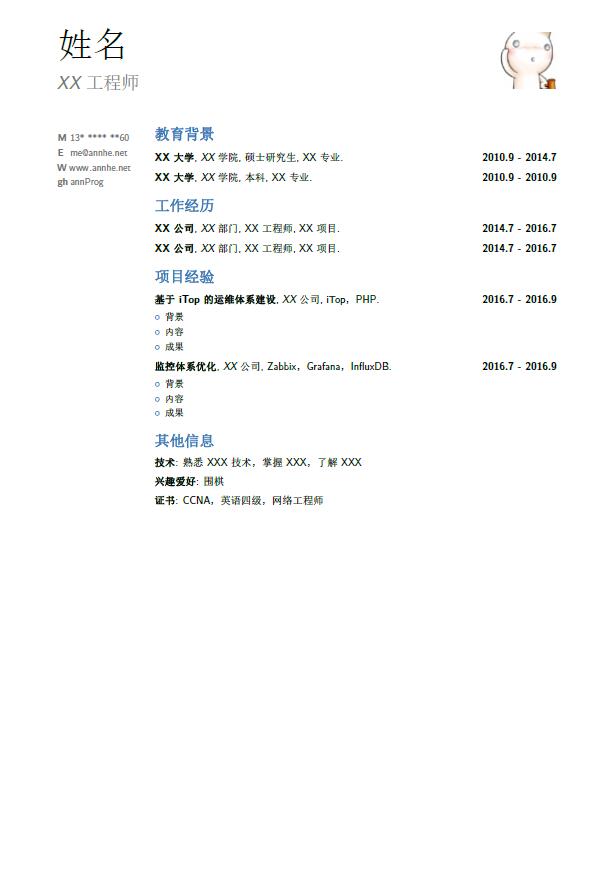 姓名
XX 工程师
M 13* **** **60
E me@annhe.net
W www.annhe.net
gh annProg
教育背景
XX 大学, XX 学院, 硕士研究生, XX 专业. 2010.9 - 2014.7
XX 大学, XX 学院, 本科, XX 专业. 2010.9 - 2010.9
工作经历
XX 公司, XX 部门, XX 工程师, XX 项目. 2014.7 - 2016.7
XX 公司, XX 部门, XX 工程师, XX 项目. 2014.7 - 2016.7
项目经验
基于 iTop 的运维体系建设, XX 公司, iTop，PHP. 2016.7 - 2016.9
背景
内容
成果
监控体系优化, XX 公司, Zabbix，Grafana，InfluxDB. 2016.7 - 2016.9
背景
内容
成果
其他信息
技术: 熟悉 XXX 技术，掌握 XXX，了解 XXX
兴趣爱好: 围棋
证书: CCNA，英语四级，网络工程师